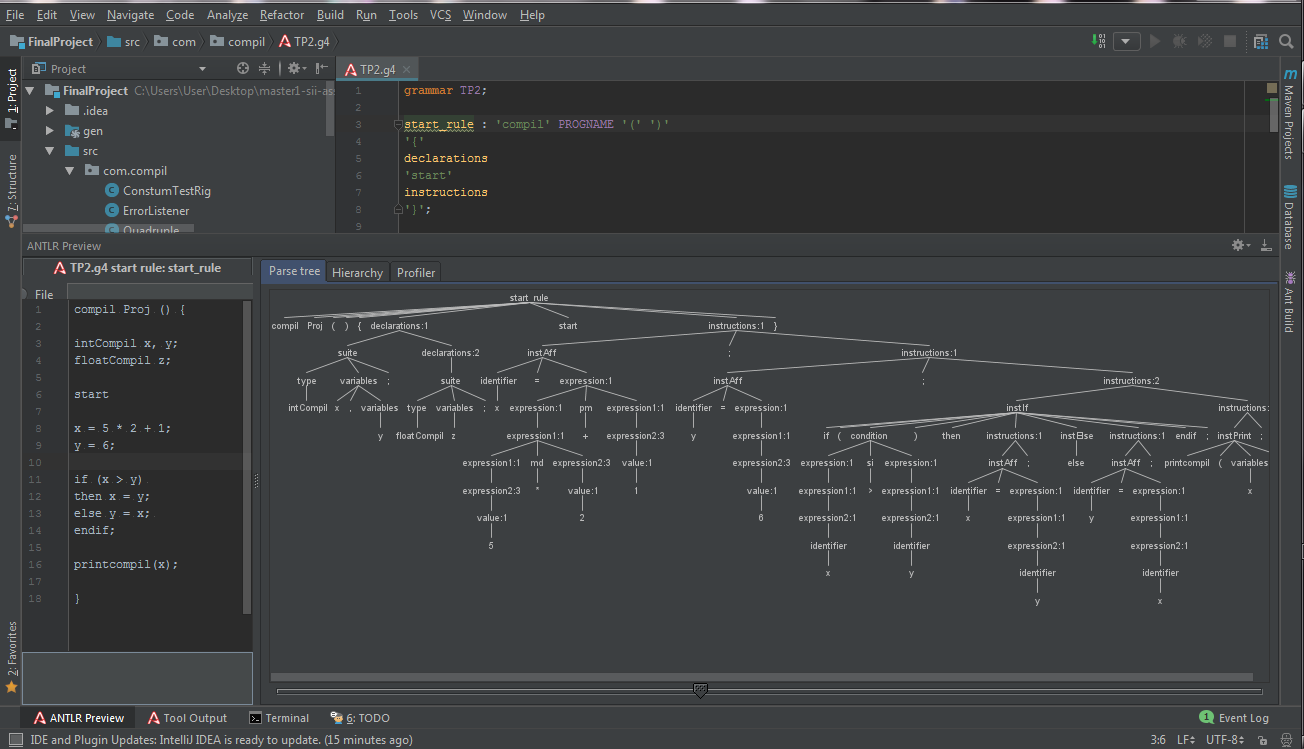 File Edit View Navigate Code Analyze Refactor Build Run Tools VCS Window Help
FinalProject src com compil TP2.g4
Project
TP2.g4
1: Project
7: Structure
2: Favorites
Maven Projects
Database
Ant Build
FinalProject C:\Users\User\Desktop\master1-sii-as
.idea
gen
src
com.compil
ConstumTestRig
ErrorListener
Quadruple
1 grammar TP2;
2
3 start_rule : 'compil' PROGNAME '(' ')'
4 '{'
5 declarations
6 'start'
7 instructions
8 '}';
9
ANTLR Preview
TP2.g4 start rule: start_rule
File
1 compil Proj () {
2
3 intCompil x, y;
4 floatCompil z;
5
6 start
7
8 x = 5 * 2 + 1;
9 y = 6;
10
11 if (x > y)
12 then x = y;
13 else y = x;
14 endif;
15
16 printcompil(x);
17
18 }
Parse tree Hierarchy Profiler
start_rule
compil Proj ( ) { declarations:1 start instructions:1 }
suite declarations:2 instAff ; instructions:1
type variables ; suite identifier = expression:1 instAff ; instructions:2
intCompil x , variables type variables ; x expression:1 pm expression1:1 identifier = expression:1 instIf instructions:
y floatCompil z expression1:1 + expression2:3 y expression1:1 if ( condition ) then instructions:1 instElse instructions:1 endif ; instPrint ;
expression1:1 md expression2:3 value:1 expression2:3 expression:1 si expression:1 instAff ; else instAff ; printcompil ( variables
expression2:3 * value:1 1 value:1 expression1:1 > expression1:1 identifier = expression:1 identifier = expression:1 x
value:1 2 6 expression2:1 expression2:1 x expression1:1 y expression1:1
5 identifier identifier expression2:1 expression2:1
x y identifier identifier
y x
ANTLR Preview Tool Output Terminal 6: TODO 1 Event Log
IDE and Plugin Updates: IntelliJ IDEA is ready to update. (15 minutes ago) 3:6 LF UTF-8